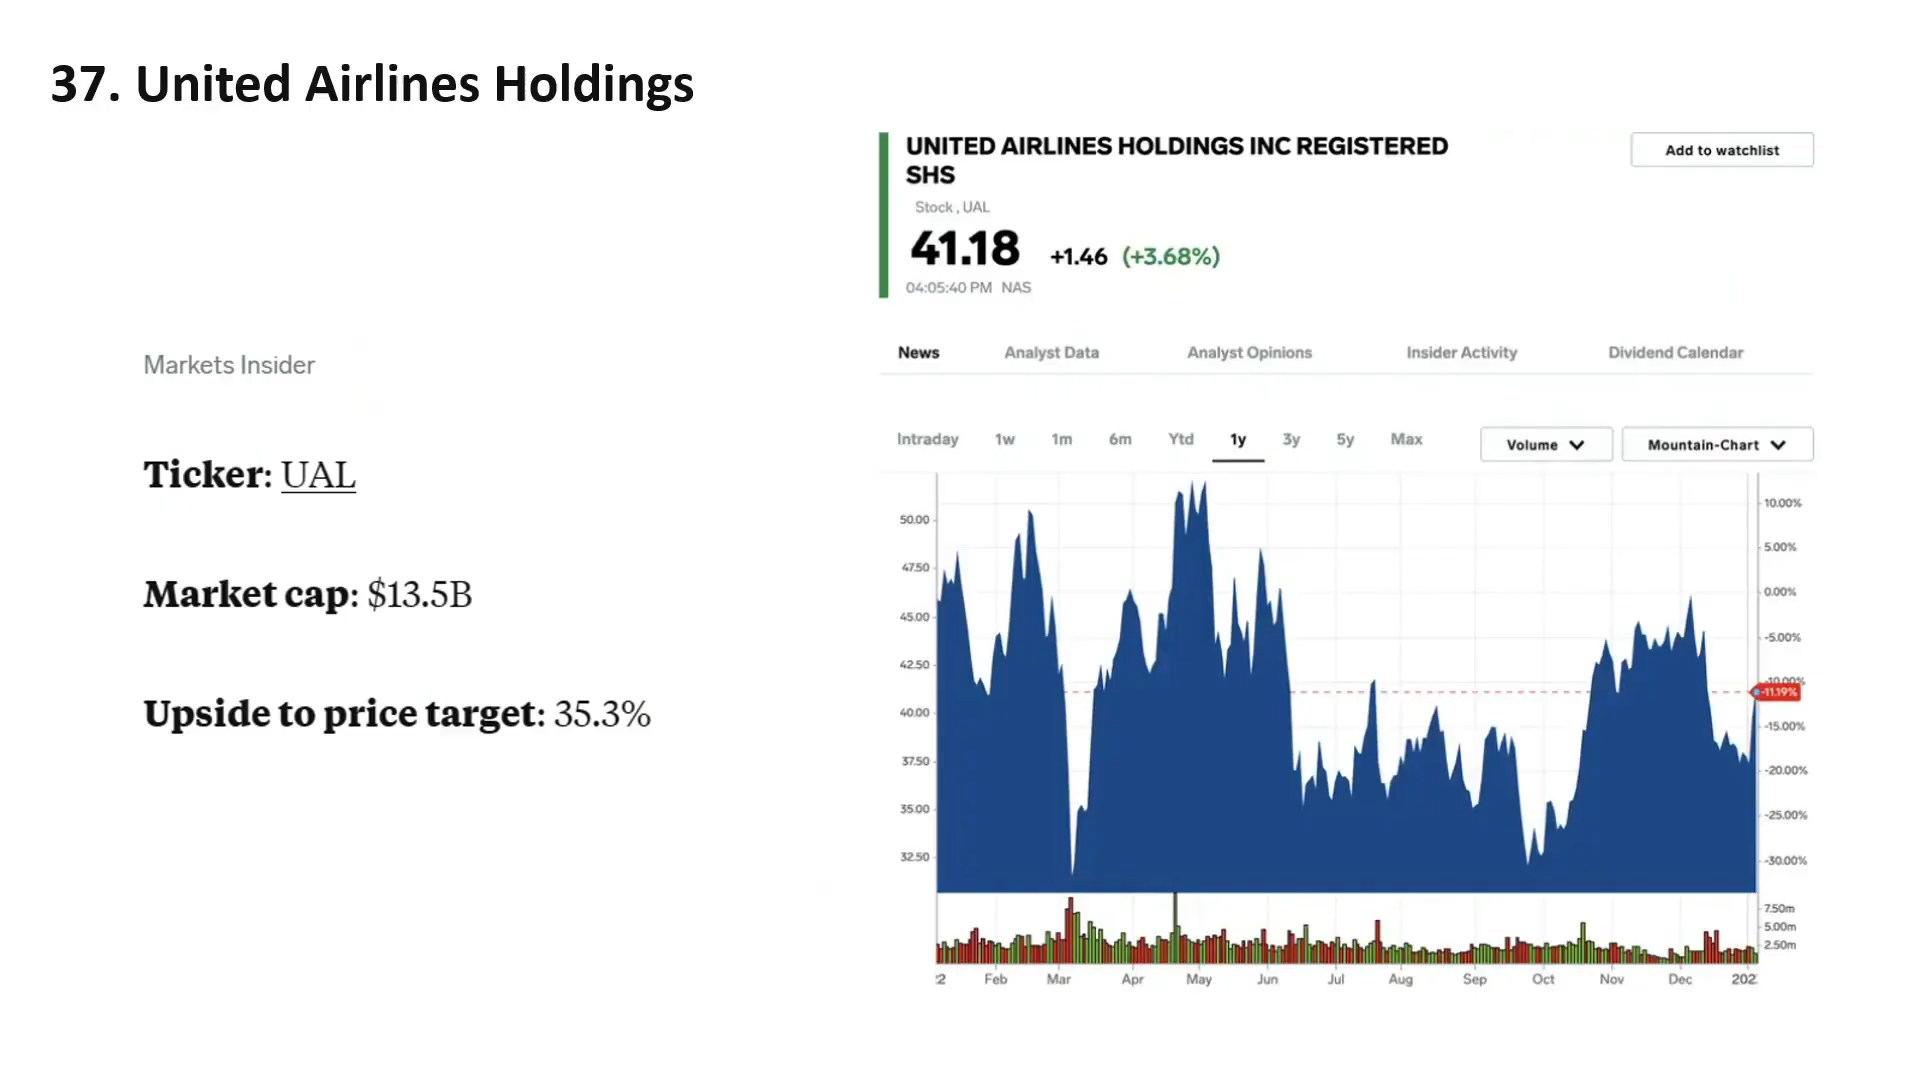 37. United Airlines Holdings
Markets Insider
Ticker: UAL
Market cap: $13.5B
Upside to price target: 35.3%
UNITED AIRLINES HOLDINGS INC REGISTERED
SHS
Add to watchlist
Stock , UAL
41.18 +1.46 (+3.68%)
04:05:40 PM NAS
News Analyst Data Analyst Opinions Insider Activity Dividend Calendar
Intraday 1w 1m 6m Ytd 1y 3y 5y Max Volume Mountain-Chart
50.00
47.50
45.00
42.50
40.00
37.50
35.00
32.50
10.00%
5.00%
0.00%
-5.00%
-10.00%
-11.19%
-15.00%
-20.00%
-25.00%
-30.00%
7.50m
5.00m
2.50m
:2 Feb Mar Apr May Jun Jul Aug Sep Oct Nov Dec 202